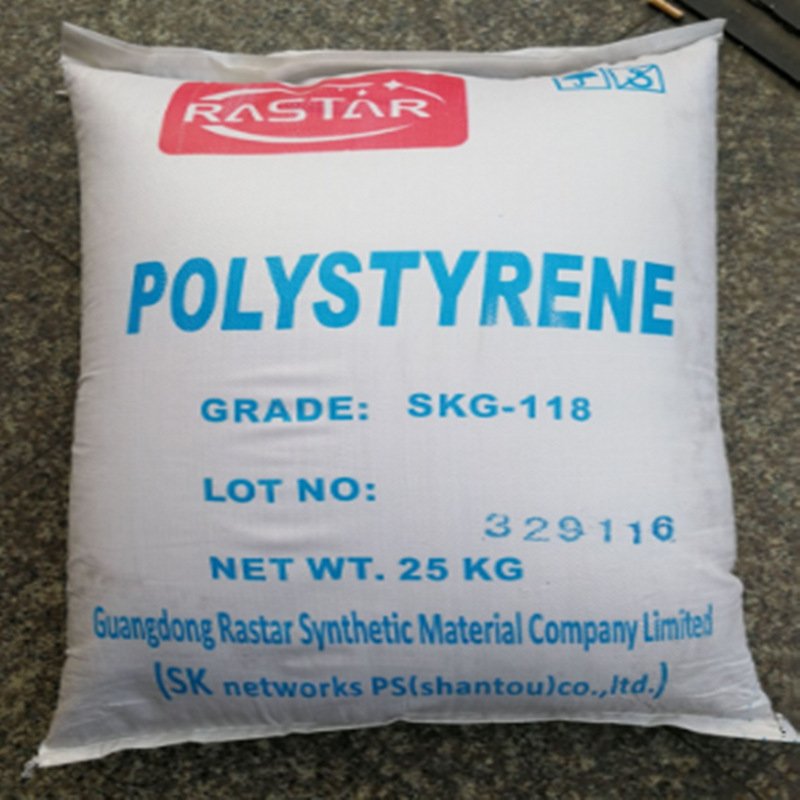 RASTAR
POLYSTYRENE
GRADE: SKG-118
LOT NO:
329116
NET WT. 25 KG
Guangdong Rastar Synthetic Material Company Limited
(SK networks PS(shantou)co.,ltd.)